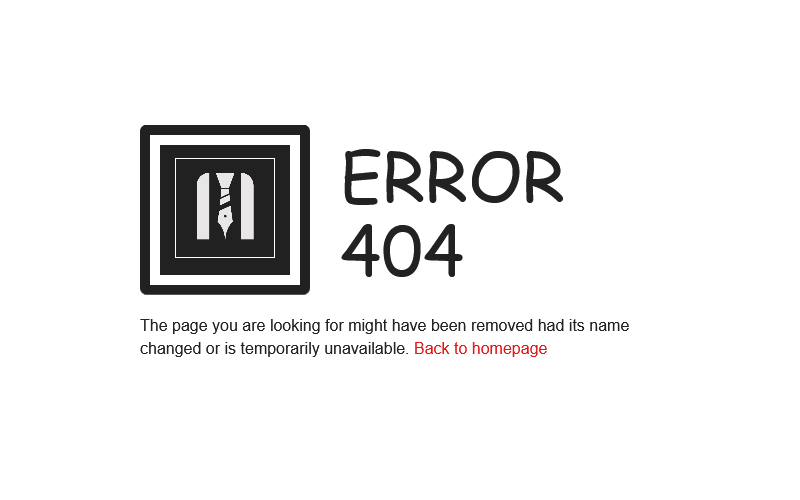 ERROR
404
The page you are looking for might have been removed had its name
changed or is temporarily unavailable. Back to homepage